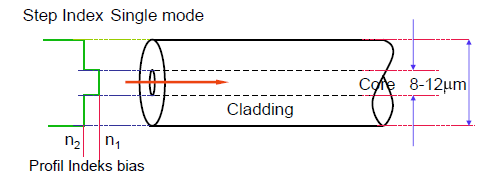 Step Index Single mode
Core 8-12µm
Cladding
n₂ n₁
Profil Indeks bias